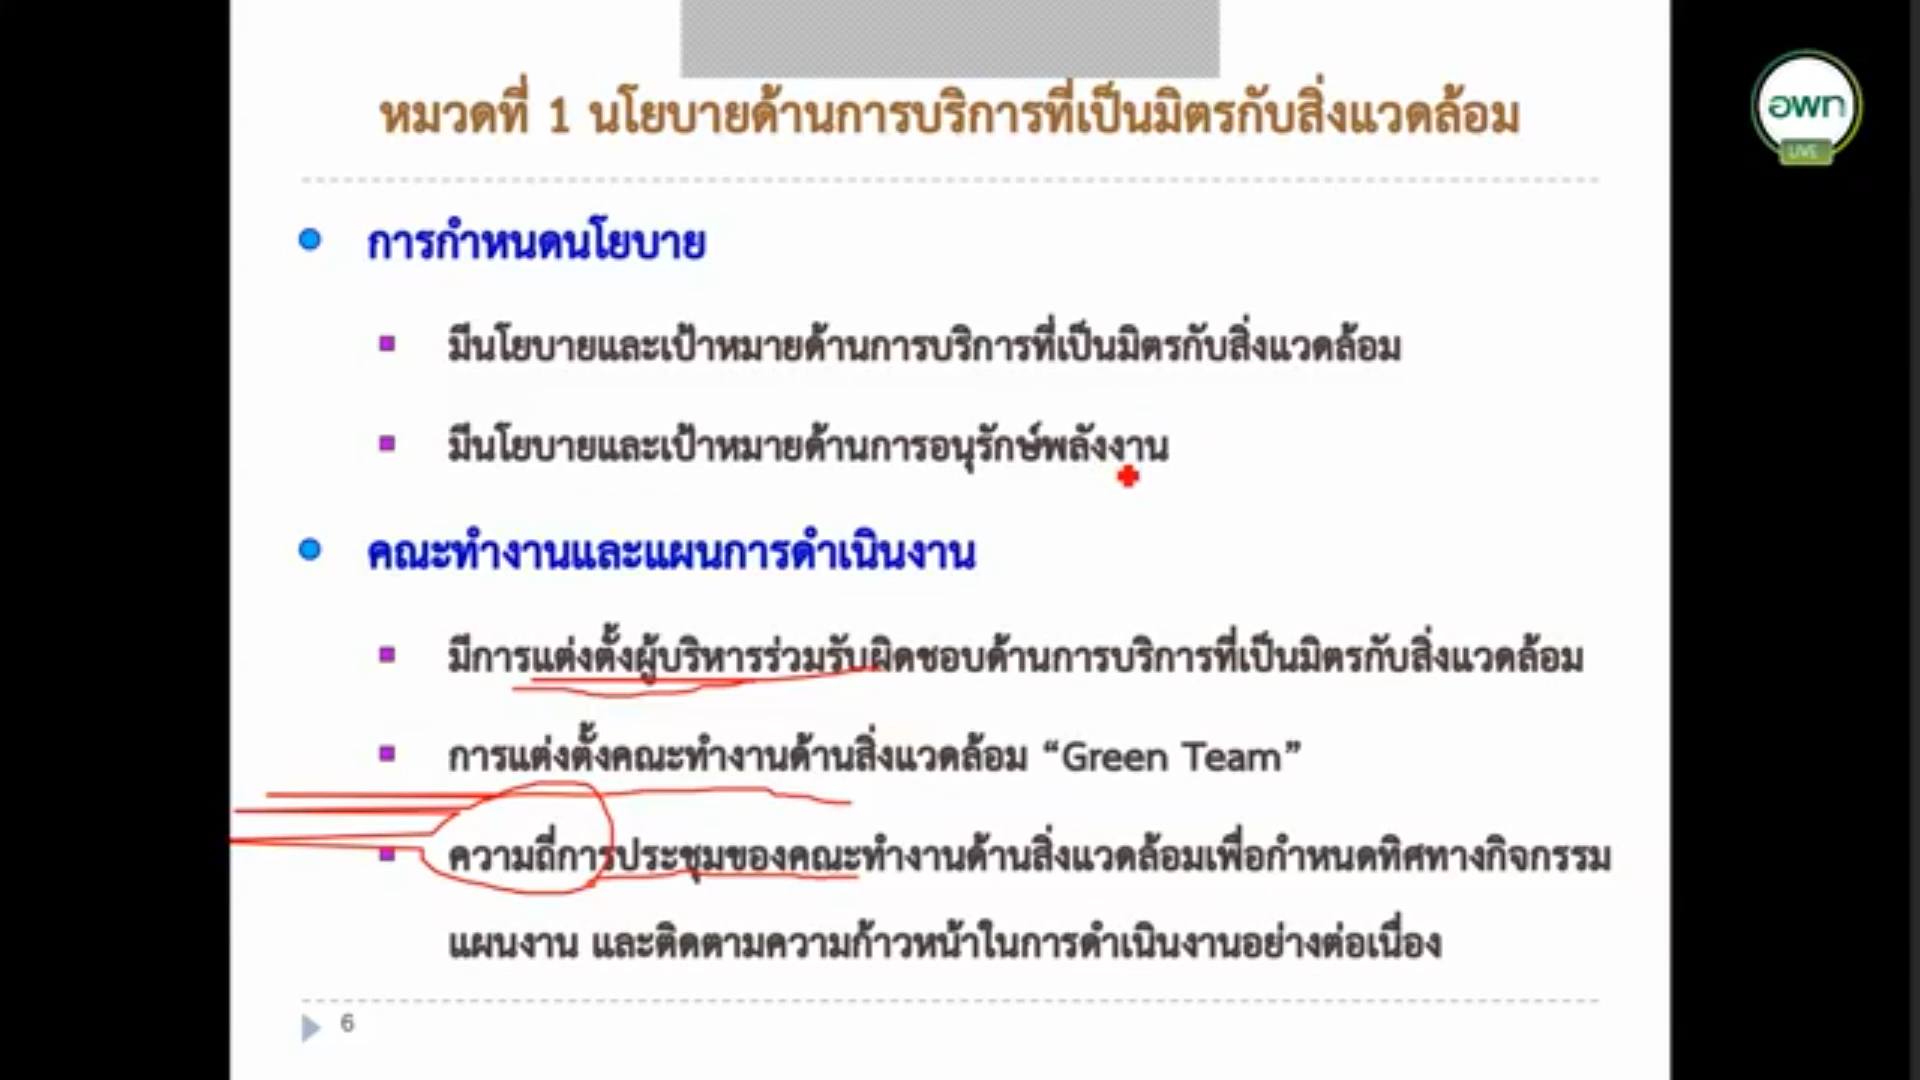 หมวดที่ 1 นโยบายด้านการบริการที่เป็นมิตรกับสิ่งแวดล้อม
อพท
LIVE
การกำหนดนโยบาย
มีนโยบายและเป้าหมายด้านการบริการที่เป็นมิตรกับสิ่งแวดล้อม
มีนโยบายและเป้าหมายด้านการอนุรักษ์พลังงาน
คณะทำงานและแผนการดำเนินงาน
มีการแต่งตั้งผู้บริหารร่วมรับผิดชอบด้านการบริการที่เป็นมิตรกับสิ่งแวดล้อม
การแต่งตั้งคณะทำงานด้านสิ่งแวดล้อม “Green Team”
ความถี่การประชุมของคณะทำงานด้านสิ่งแวดล้อมเพื่อกำหนดทิศทางกิจกรรม
แผนงาน และติดตามความก้าวหน้าในการดำเนินงานอย่างต่อเนื่อง
6